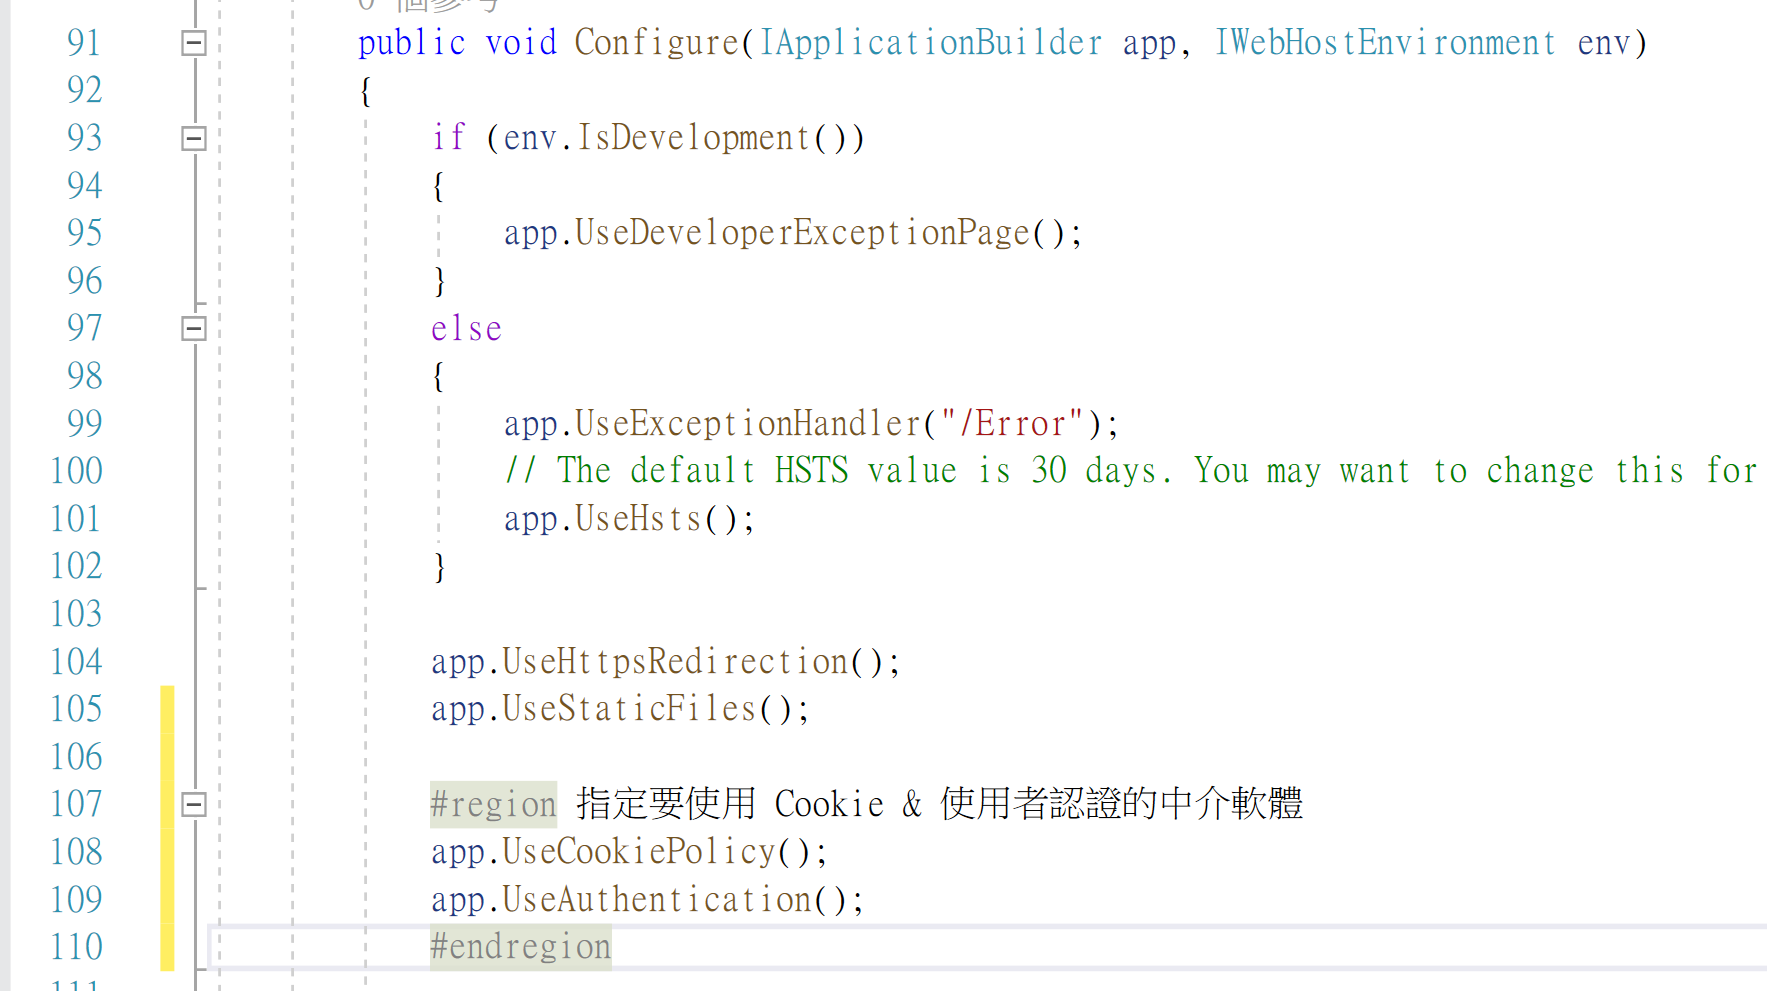 91 public void Configure(IApplicationBuilder app, IWebHostEnvironment env)
92 {
93 if (env.IsDevelopment())
94 {
95 app.UseDeveloperExceptionPage();
96 }
97 else
98 {
99 app.UseExceptionHandler("/Error");
100 // The default HSTS value is 30 days. You may want to change this for
101 app.UseHsts();
102 }
103
104 app.UseHttpsRedirection();
105 app.UseStaticFiles();
106
107 #region 指定要使用 Cookie & 使用者認證的中介軟體
108 app.UseCookiePolicy();
109 app.UseAuthentication();
110 #endregion